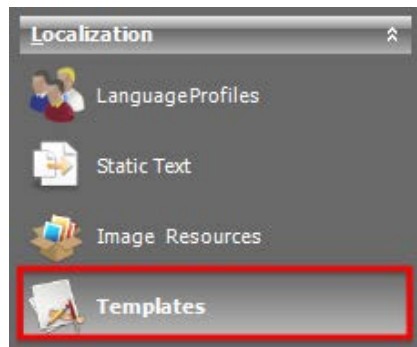 Localization
LanguageProfiles
Static Text
Image Resources
Templates